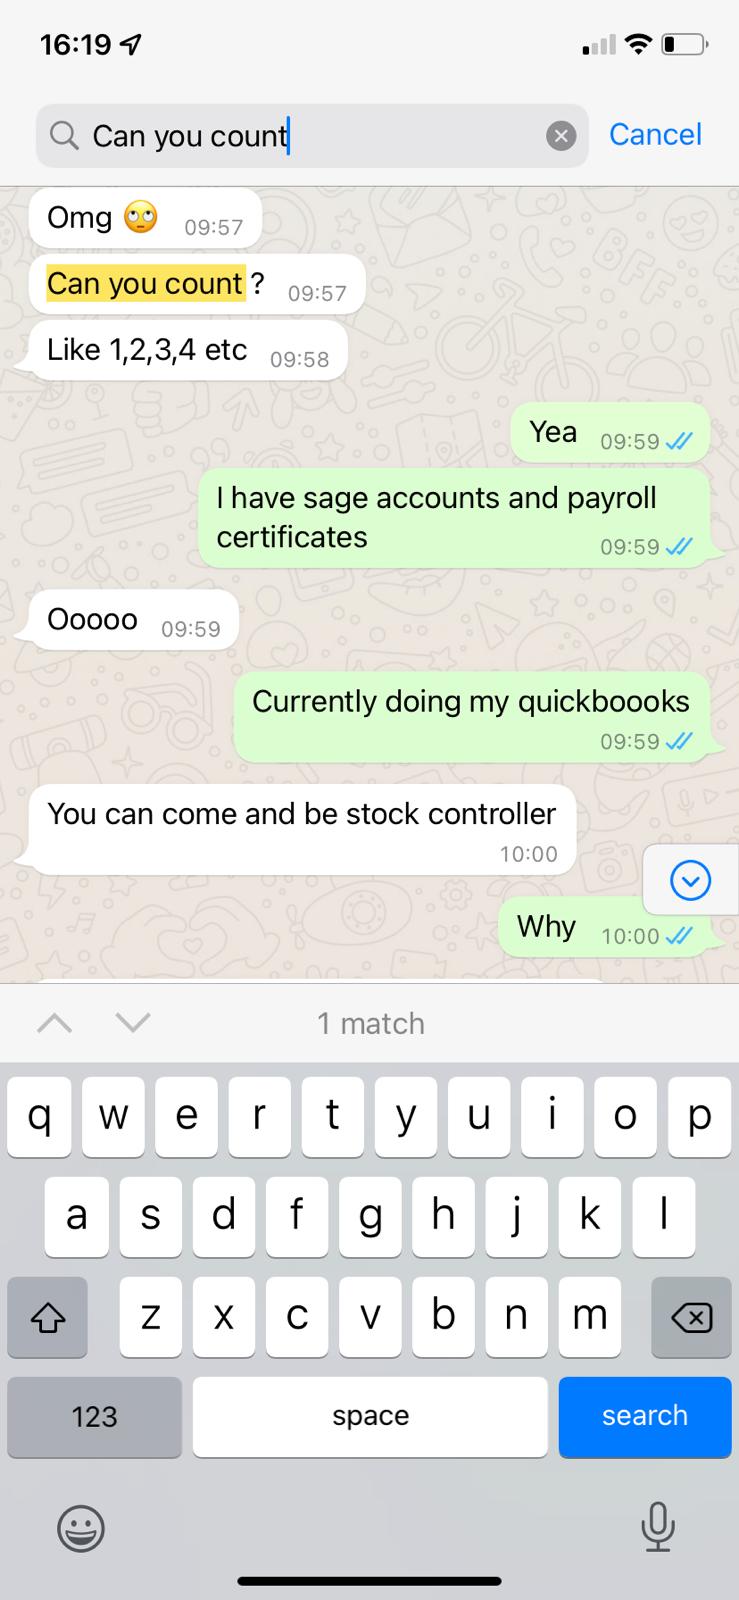 16:19
Can you count
Cancel
Omg 🙄 09:57
Can you count ? 09:57
Like 1,2,3,4 etc 09:58
Yea 09:59
I have sage accounts and payroll
certificates 09:59
Ooooo 09:59
Currently doing my quickboooks
09:59
You can come and be stock controller
10:00
Why 10:00
1 match
q w e r t y u i o p
a s d f g h j k l
z x c v b n m
123 space search